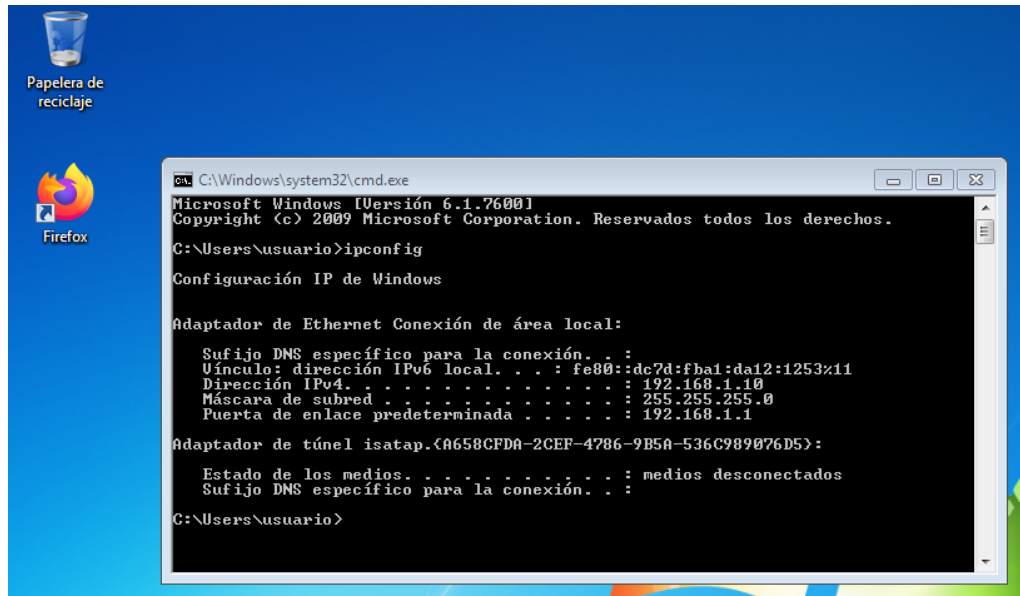 Papelera de
reciclaje
Firefox
C:\Windows\system32\cmd.exe
Microsoft Windows [Versión 6.1.7600]
Copyright (c) 2009 Microsoft Corporation. Reservados todos los derechos.
C:\Users\usuario>ipconfig
Configuración IP de Windows
Adaptador de Ethernet Conexión de área local:
Sufijo DNS específico para la conexión. . :
Vínculo: dirección IPv6 local. . . : fe80::dc7d:fba1:da12:1253%11
Dirección IPv4. . . . . . . . . . . . . . : 192.168.1.10
Máscara de subred . . . . . . . . . . . . : 255.255.255.0
Puerta de enlace predeterminada . . . . . : 192.168.1.1
Adaptador de túnel isatap.{A658CFDA-2CEF-4786-9B5A-536C989076D5}:
Estado de los medios. . . . . . . . . . . : medios desconectados
Sufijo DNS específico para la conexión. . :
C:\Users\usuario>